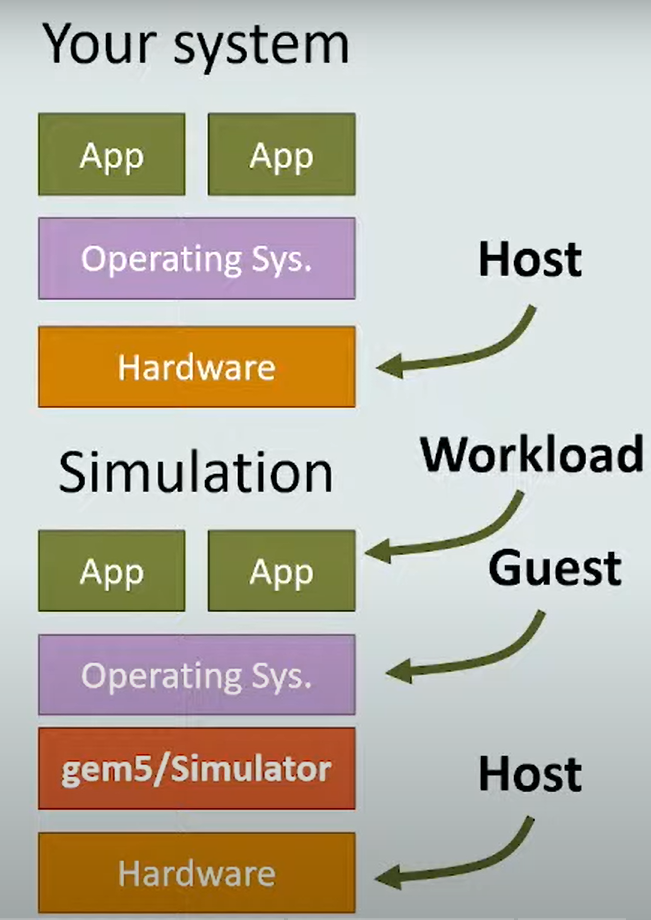 Your system
App
App
Operating Sys.
Host
Hardware
Simulation
Workload
App
App
Guest
Operating Sys.
gem5/Simulator
Host
Hardware